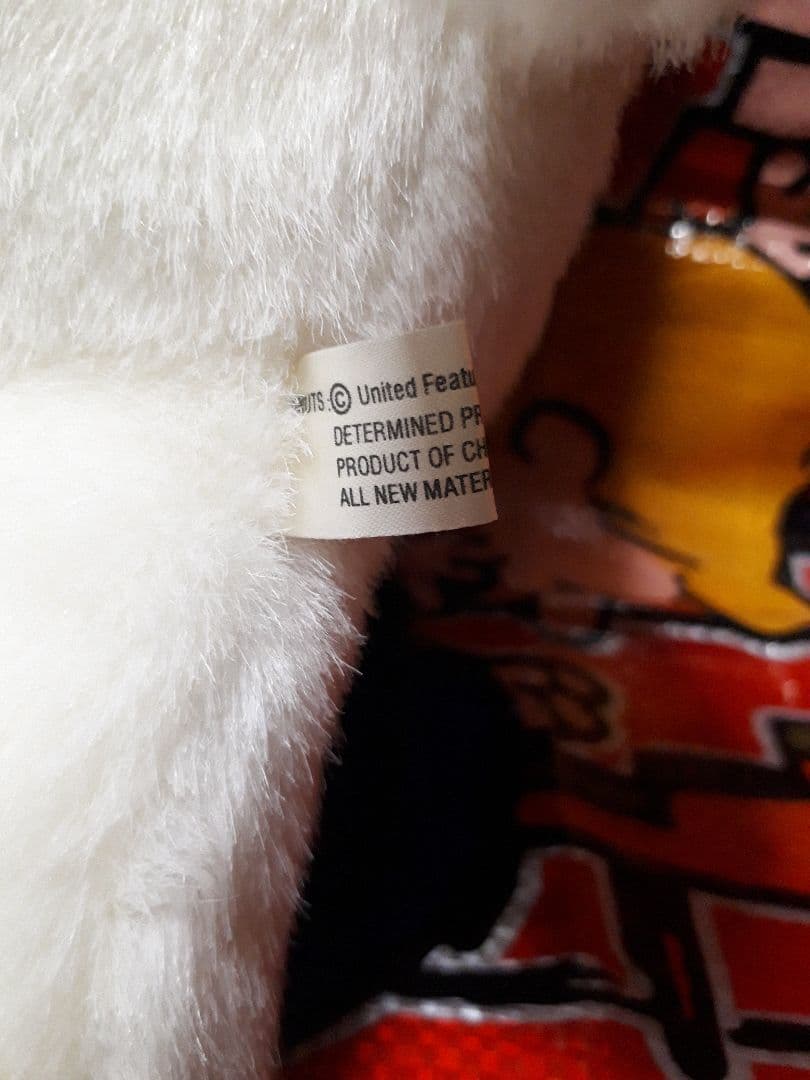 UTS:© United Featu
DETERMINED PR
PRODUCT OF CH
ALL NEW MATER